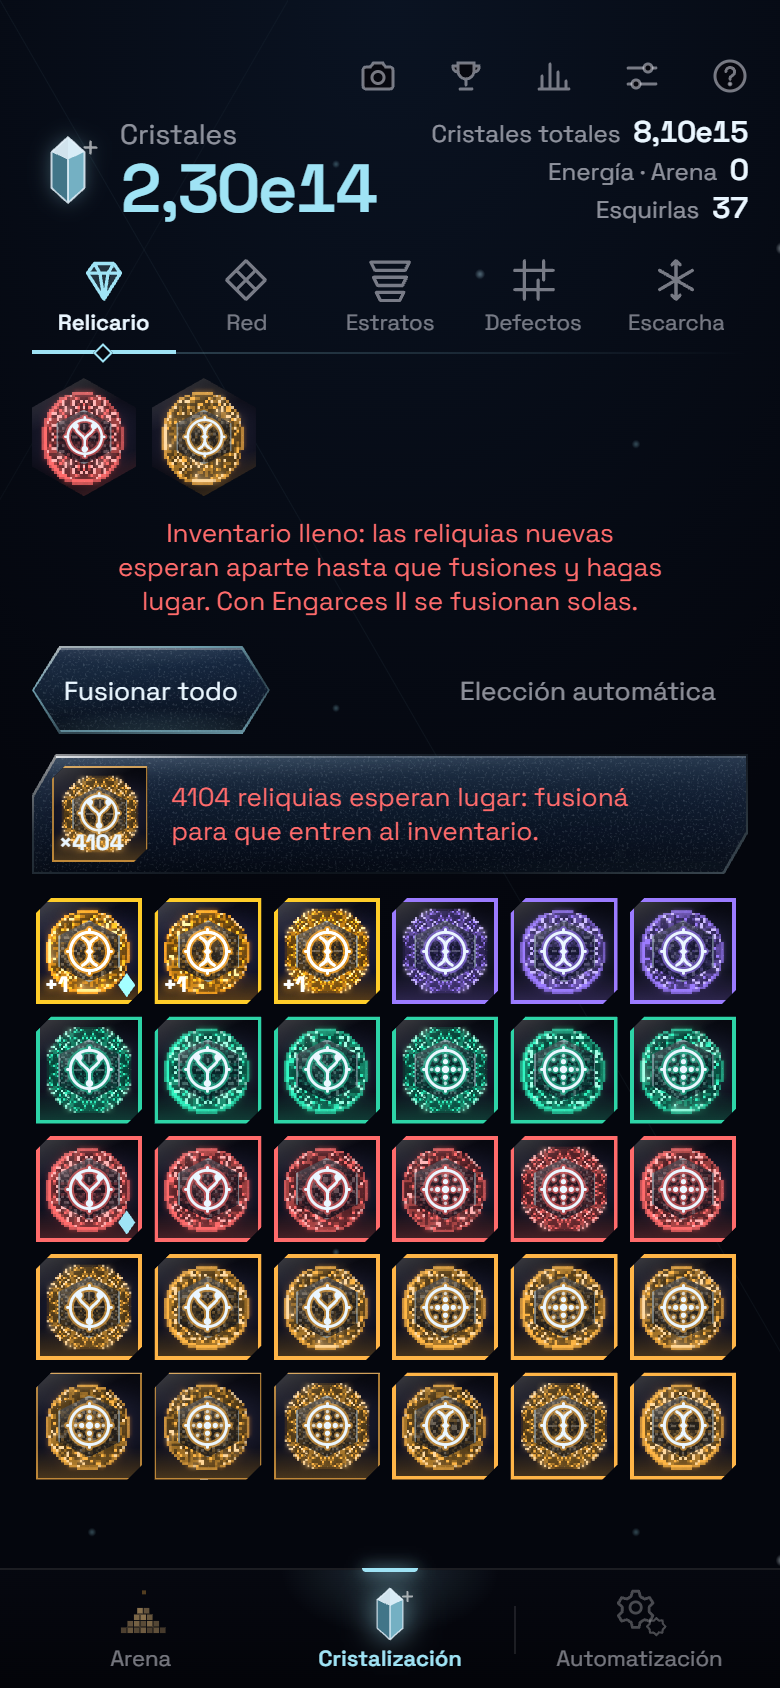 Cristales
2,30e14
Cristales totales 8,10e15
Energía · Arena 0
Esquirlas 37
Relicario
Red
Estratos
Defectos
Escarcha
Inventario lleno: las reliquias nuevas
esperan aparte hasta que fusiones y hagas
lugar. Con Engarces II se fusionan solas.
Fusionar todo
Elección automática
×4104
4104 reliquias esperan lugar: fusioná
para que entren al inventario.
+1
+1
+1
Arena
Cristalización
Automatización